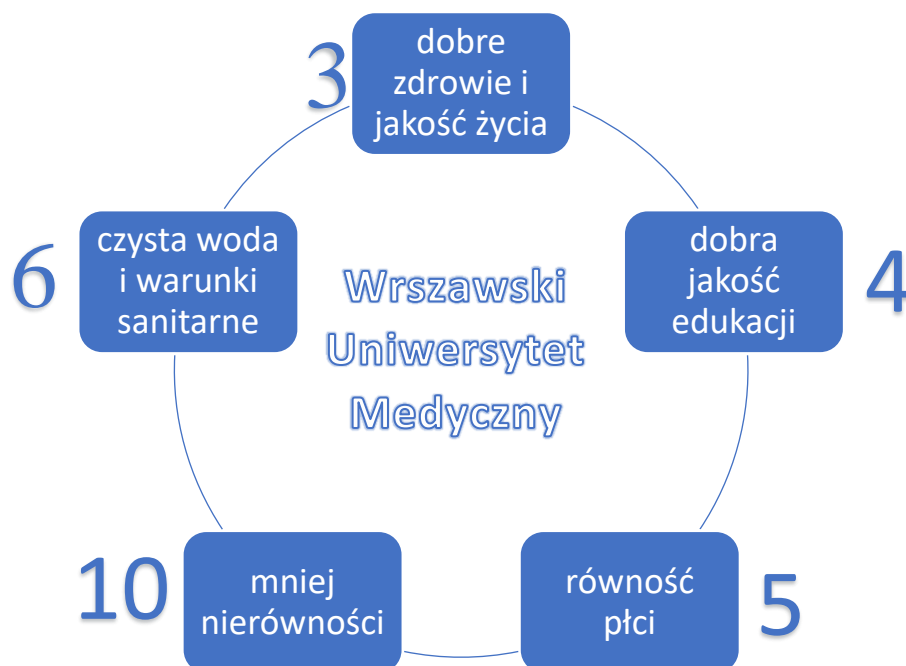 3
dobre
zdrowie i
jakość życia
4
dobra
jakość
edukacji
5
równość
płci
10
mniej
nierówności
6
czysta woda
i warunki
sanitarne
Wrszawski
Uniwersytet
Medyczny